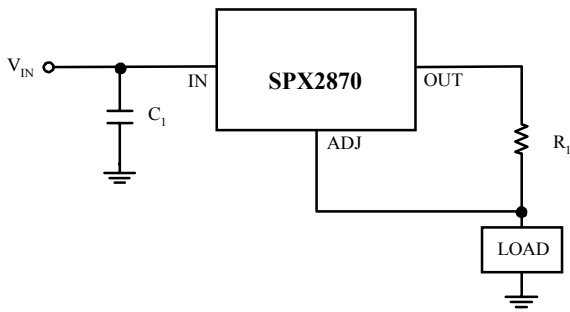 V_IN
IN
SPX2870
OUT
C_1
ADJ
R_1
LOAD